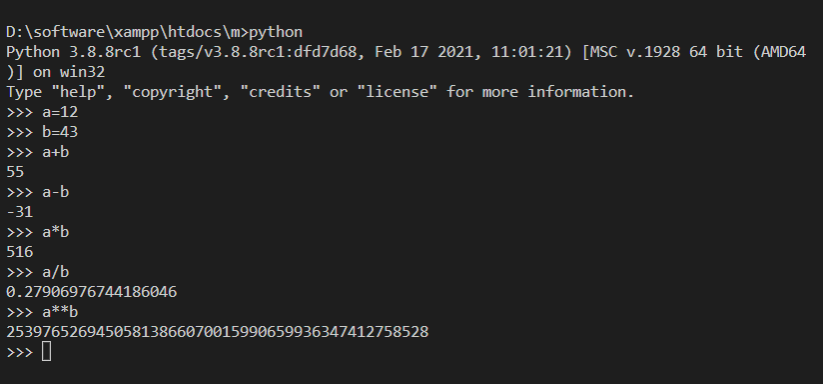 D:\software\xampp\htdocs\m>python
Python 3.8.8rc1 (tags/v3.8.8rc1:dfd7d68, Feb 17 2021, 11:01:21) [MSC v.1928 64 bit (AMD64
)] on win32
Type "help", "copyright", "credits" or "license" for more information.
>>> a=12
>>> b=43
>>> a+b
55
>>> a-b
-31
>>> a*b
516
>>> a/b
0.27906976744186046
>>> a**b
25397652694505813866070015990659936347412758528
>>>